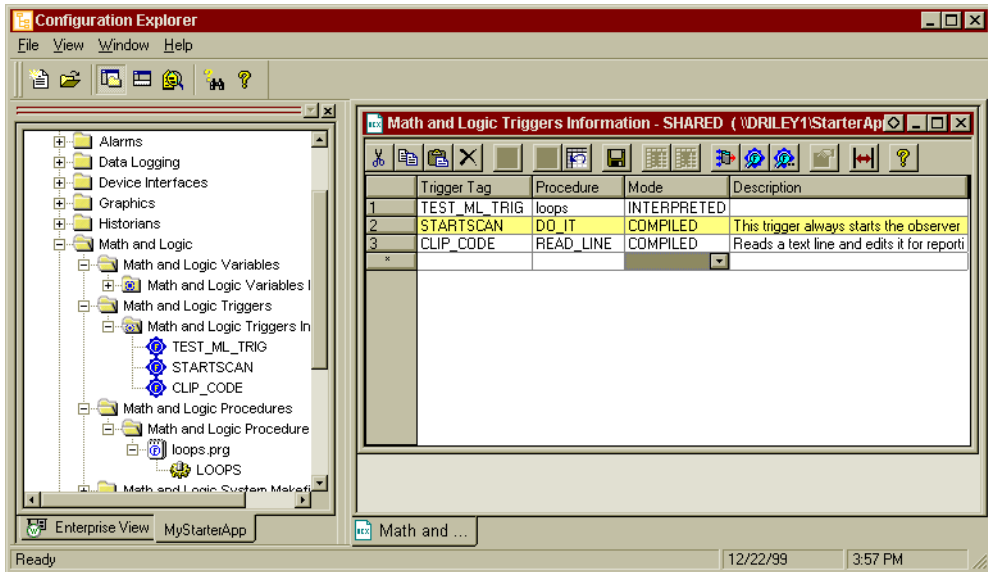 Configuration Explorer
File View Window Help
Alarms
Data Logging
Device Interfaces
Graphics
Historians
Math and Logic
Math and Logic Variables
Math and Logic Variables I
Math and Logic Triggers
Math and Logic Triggers In
TEST_ML_TRIG
STARTSCAN
CLIP_CODE
Math and Logic Procedures
Math and Logic Procedure
loops.prg
LOOPS
Math and Logic System Makefi
Enterprise View MyStarterApp
Math and Logic Triggers Information - SHARED ( \\DRILEY1\StarterAp
Trigger Tag Procedure Mode Description
1 TEST_ML_TRIG loops INTERPRETED
2 STARTSCAN DO_IT COMPILED This trigger always starts the observer
3 CLIP_CODE READ_LINE COMPILED Reads a text line and edits it for reporti
*
Math and ...
Ready 12/22/99 3:57 PM